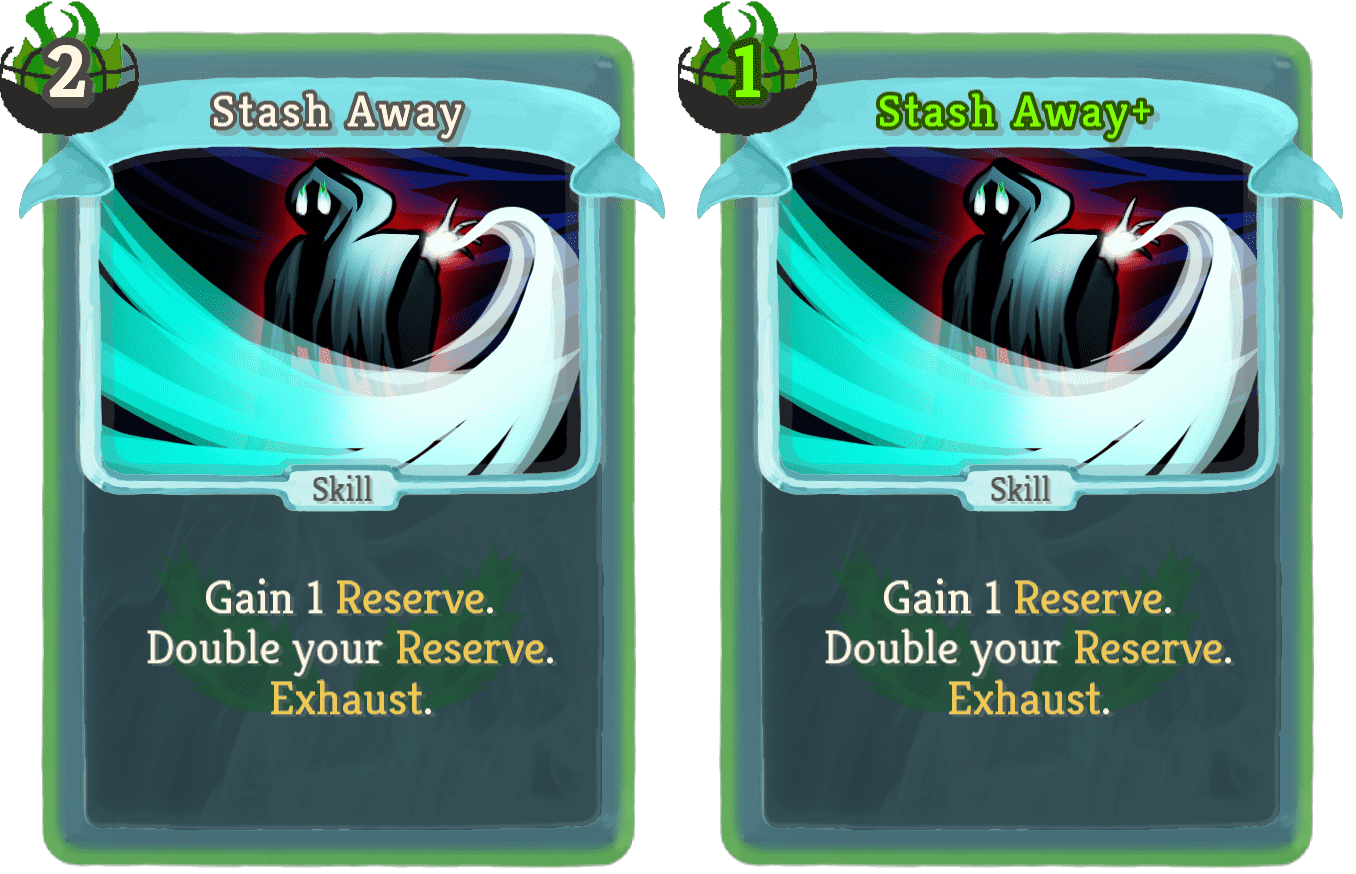 2
Stash Away
Skill
Gain 1 Reserve.
Double your Reserve.
Exhaust.
1
Stash Away+
Skill
Gain 1 Reserve.
Double your Reserve.
Exhaust.